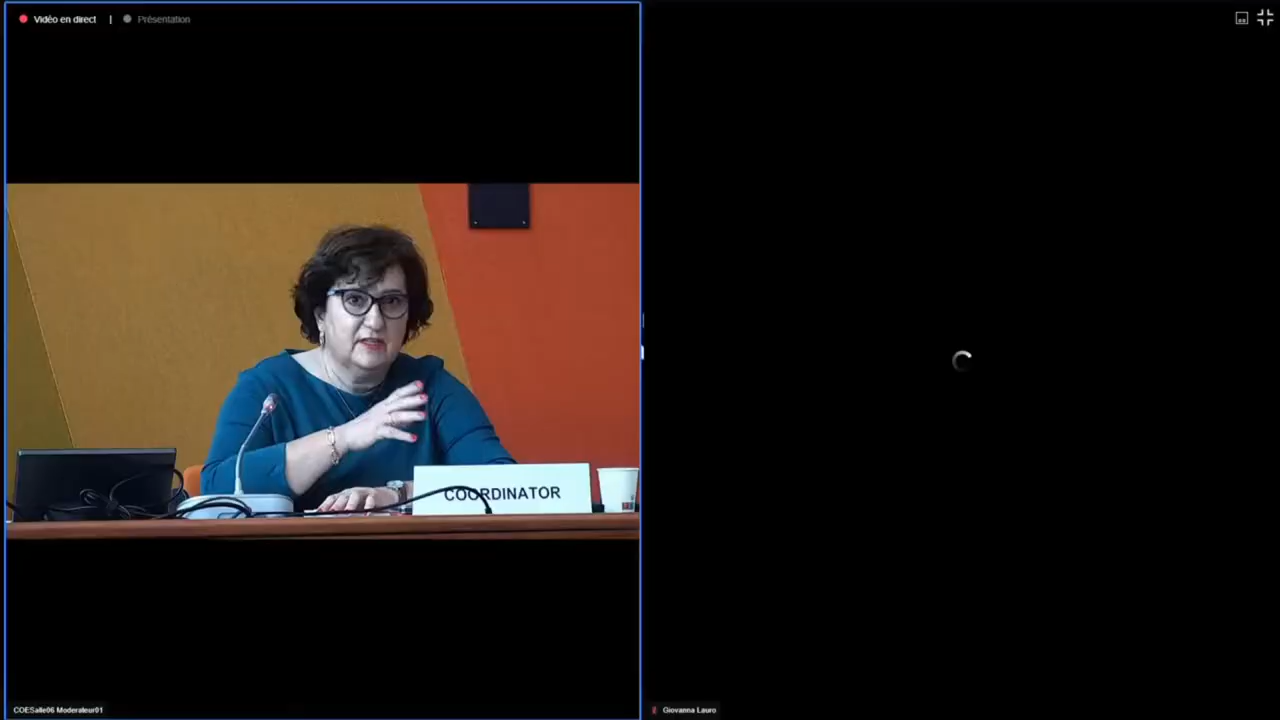 Vidéo en direct | Présentation
COORDINATOR
COESalle06 Moderateur01
Giovanna Lauro